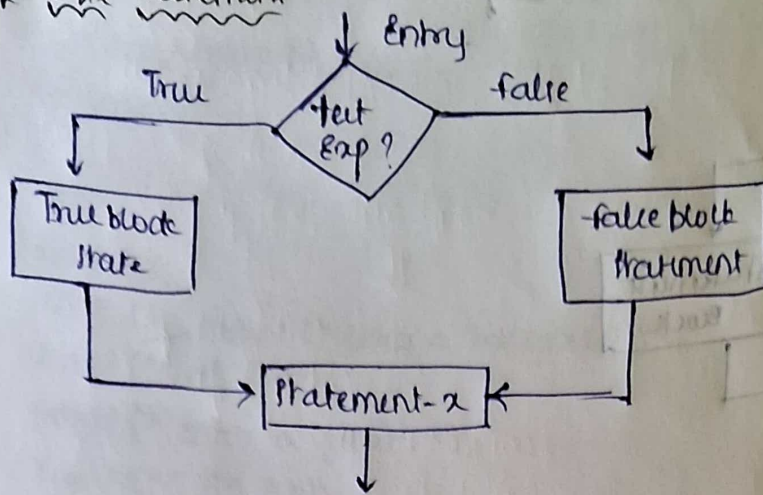 Entry
True
false
test
Exp ?
True block
state
false block
statement
statement-x